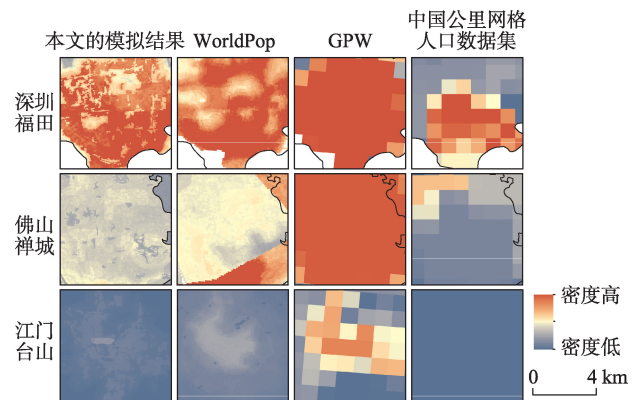 本文的模拟结果 WorldPop GPW 中国公里网格
人口数据集
深圳
福田
佛山
禅城
江门
台山
密度高
密度低
0 4 km